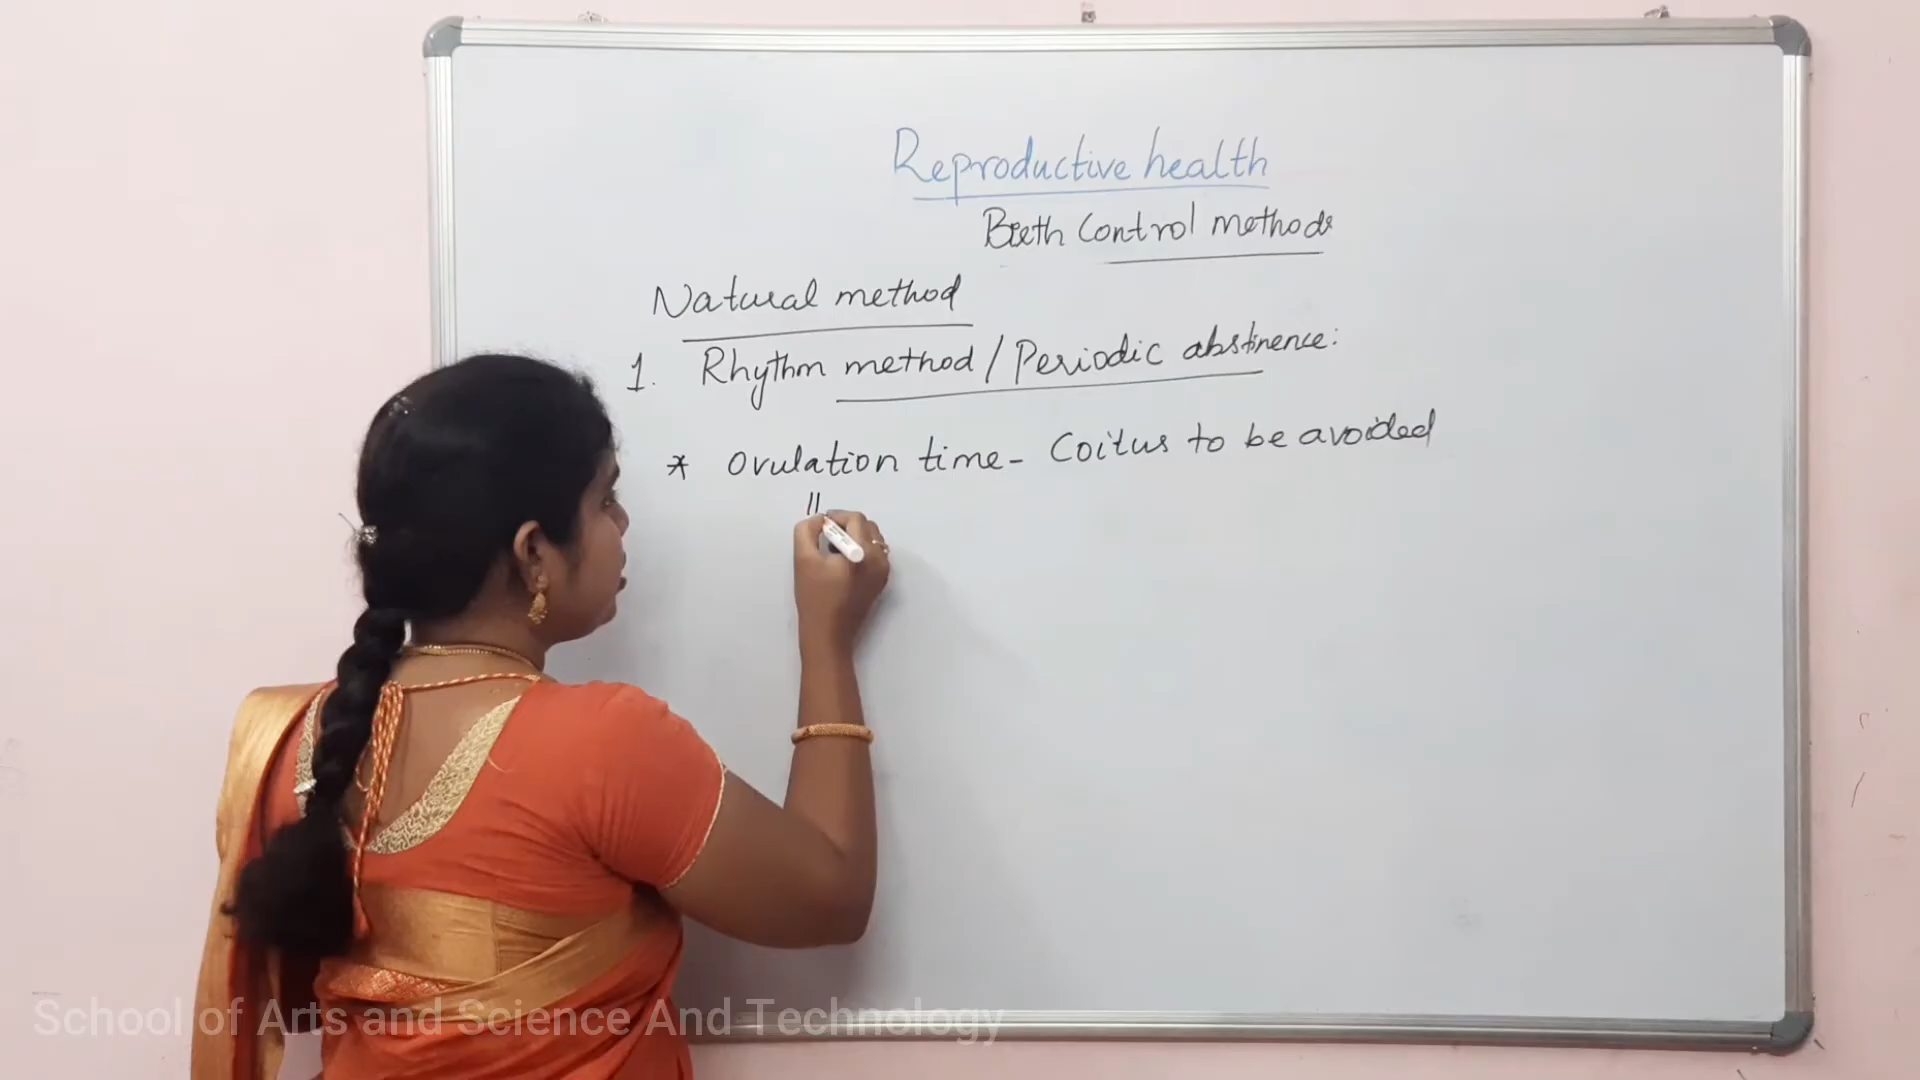 Reproductive health
Birth Control methods
Natural method
1. Rhythm method / Periodic abstinence:
* Ovulation time - Coitus to be avoided
School of Arts and Science And Technology